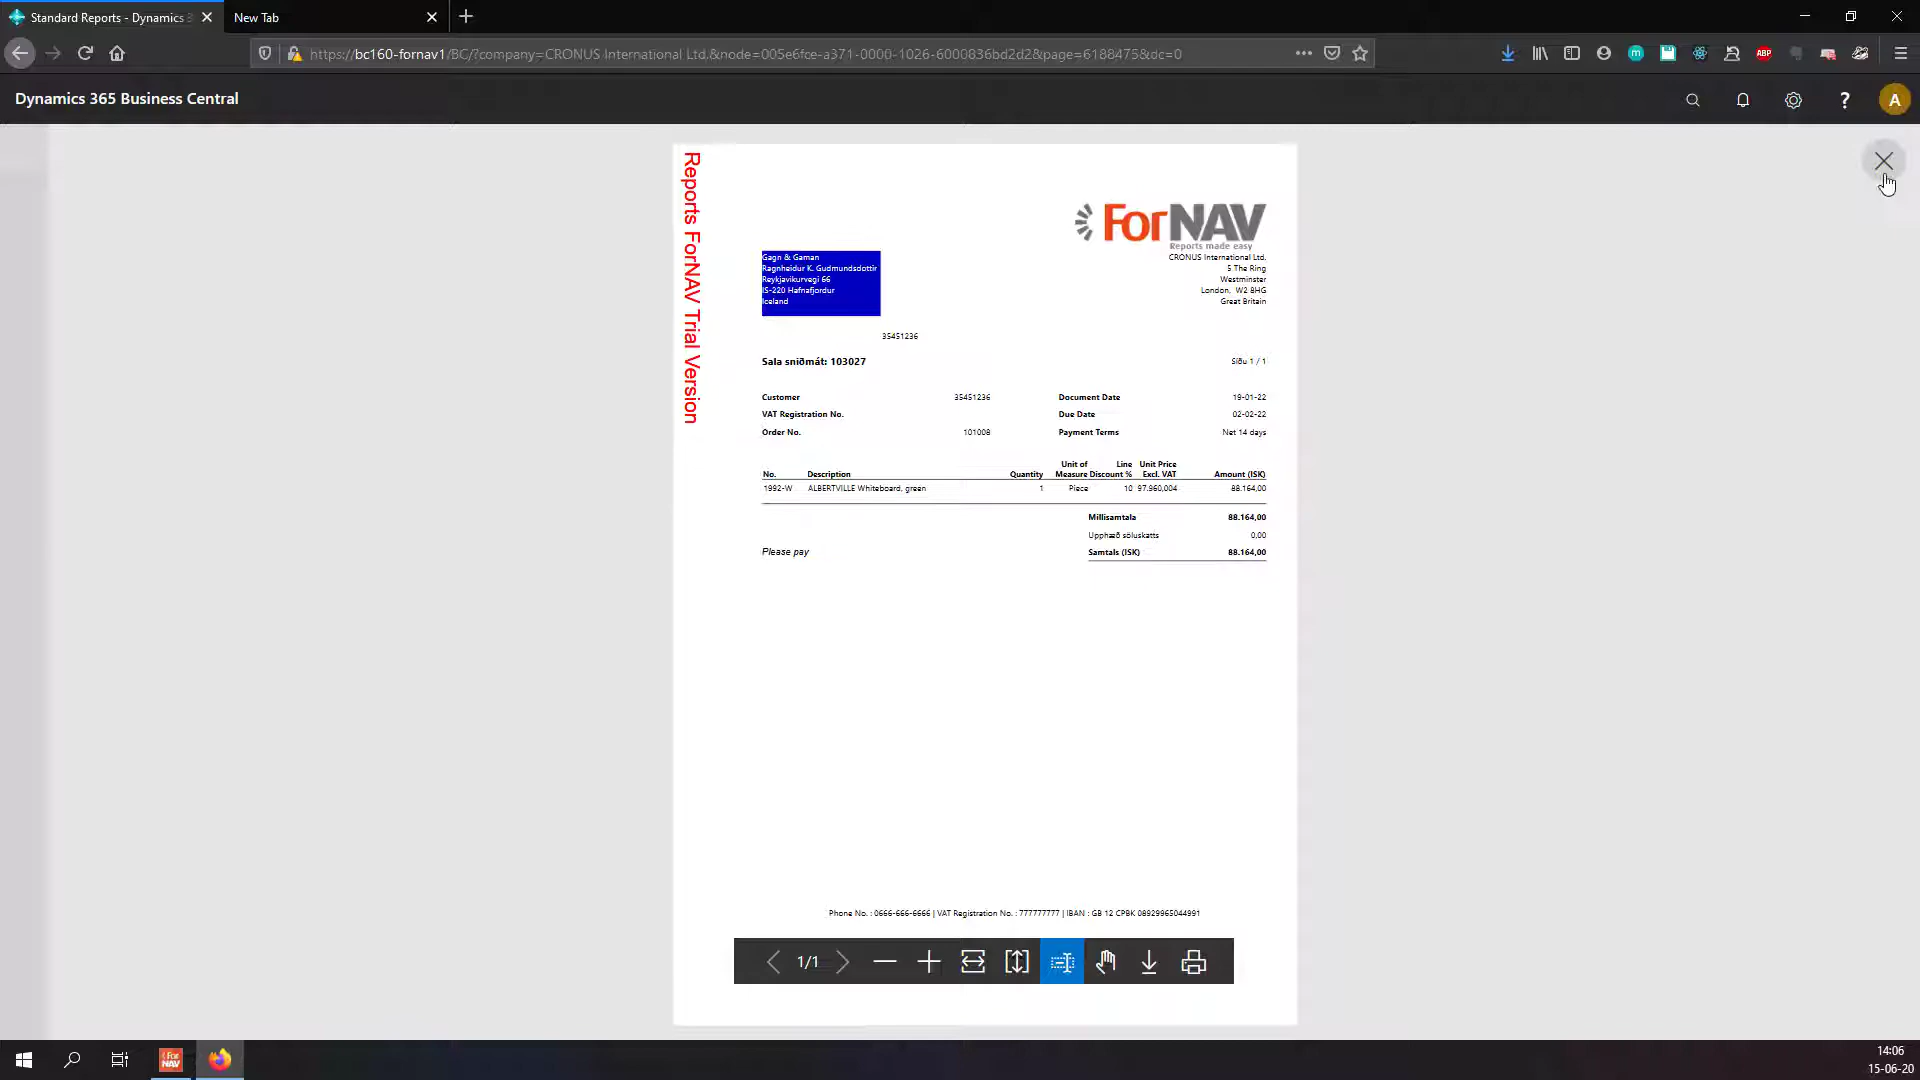 Standard Reports - Dynamics 3
New Tab
https://bc160-fornav1/BC/?company=CRONUS International Ltd.&node=005e6fce-a371-0000-1026-6000836bd2d2&page=6188475&dc=0
m
ABP
Dynamics 365 Business Central
?
A
Reports ForNAV Trial Version
ForNAV
Reports made easy
Gagn & Gaman
Ragnheidur K. Gudmundsdottir
Reykjavikurvegi 66
IS-220 Hafnafjordur
Iceland
CRONUS International Ltd.
5 The Ring
Westminster
London, W2 8HG
Great Britain
35451236
Sala sniðmát: 103027
Síðu 1 / 1
Customer 35451236 Document Date 19-01-22
VAT Registration No. Due Date 02-02-22
Order No. 101008 Payment Terms Net 14 days
Unit of Line Unit Price
No. Description Quantity Measure Discount % Excl. VAT Amount (ISK)
1992-W ALBERTVILLE Whiteboard, green 1 Piece 10 97.960,004 88.164,00
Millisamtala 88.164,00
Upphæð söluskatts 0,00
Please pay Samtals (ISK) 88.164,00
Phone No. : 0666-666-6666 | VAT Registration No. : 777777777 | IBAN : GB 12 CPBK 08929965044991
1/1
For
NAV
14:06
15-06-20